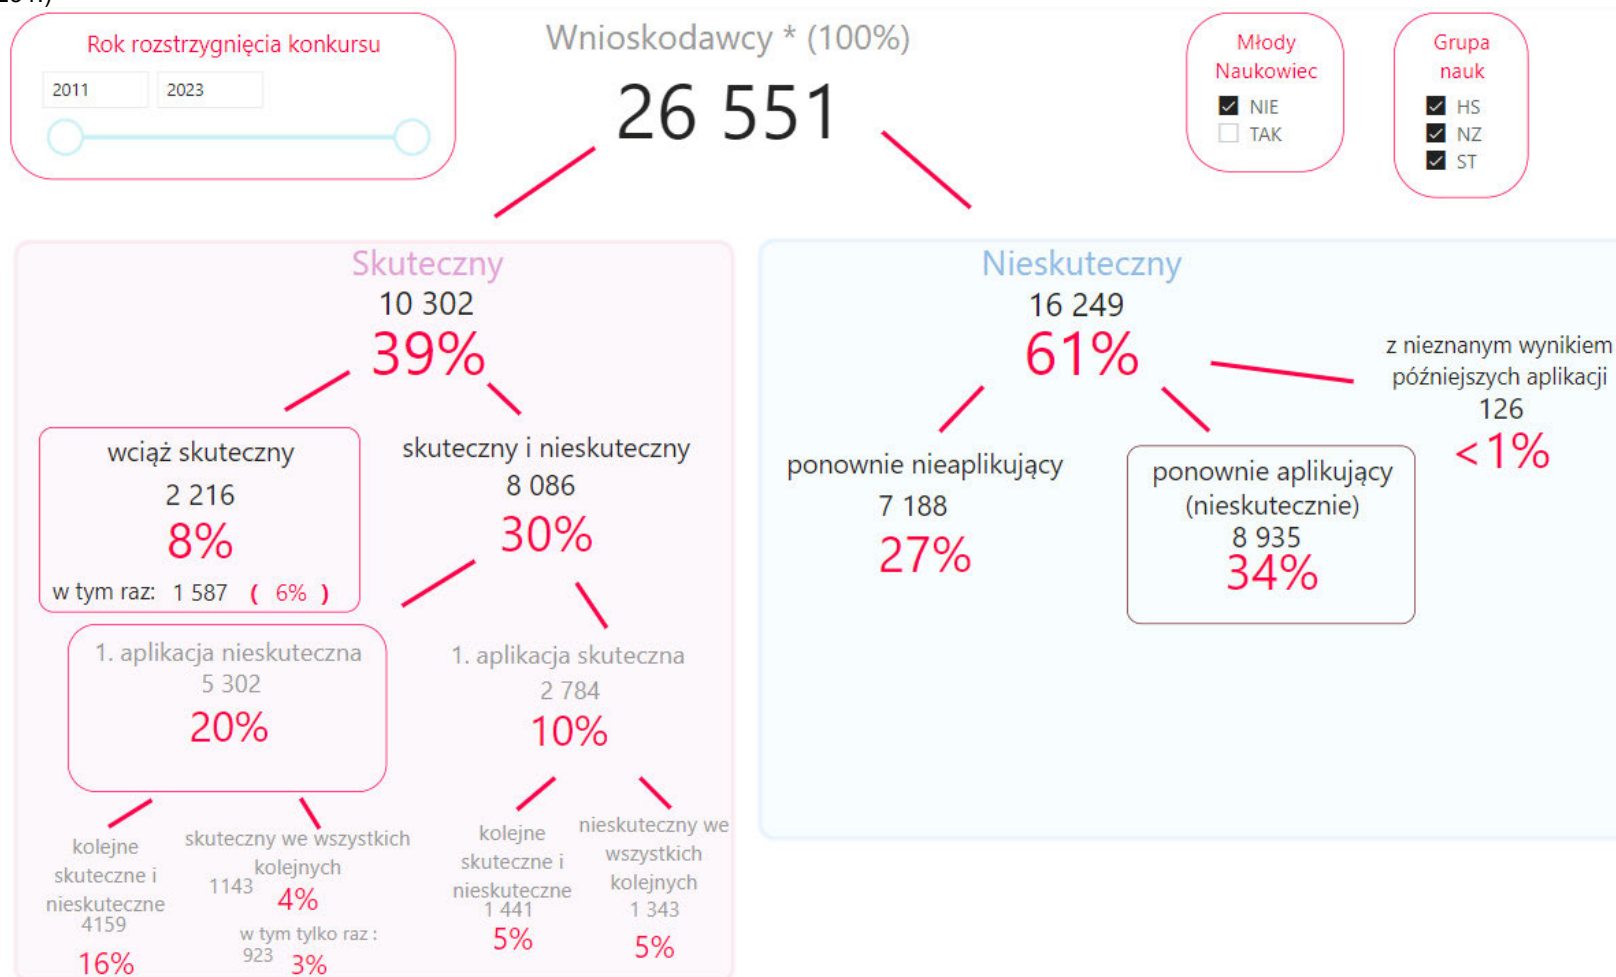 Rok rozstrzygnięcia konkursu
2011 2023
Wnioskodawcy * (100%)
26 551
Młody
Naukowiec
NIE
TAK
Grupa
nauk
HS
NZ
ST
Skuteczny
10 302
39%
wciąż skuteczny
2 216
8%
w tym raz: 1 587 ( 6% )
skuteczny i nieskuteczny
8 086
30%
1. aplikacja nieskuteczna
5 302
20%
1. aplikacja skuteczna
2 784
10%
kolejne
skuteczne i
nieskuteczne
4159
16%
skuteczny we wszystkich
kolejnych
1143
4%
w tym tylko raz :
923
3%
kolejne
skuteczne i
nieskuteczne
1 441
5%
nieskuteczny we
wszystkich
kolejnych
1 343
5%
Nieskuteczny
16 249
61%
ponownie nieaplikujący
7 188
27%
ponownie aplikujący
(nieskutecznie)
8 935
34%
z nieznanym wynikiem
późniejszych aplikacji
126
<1%